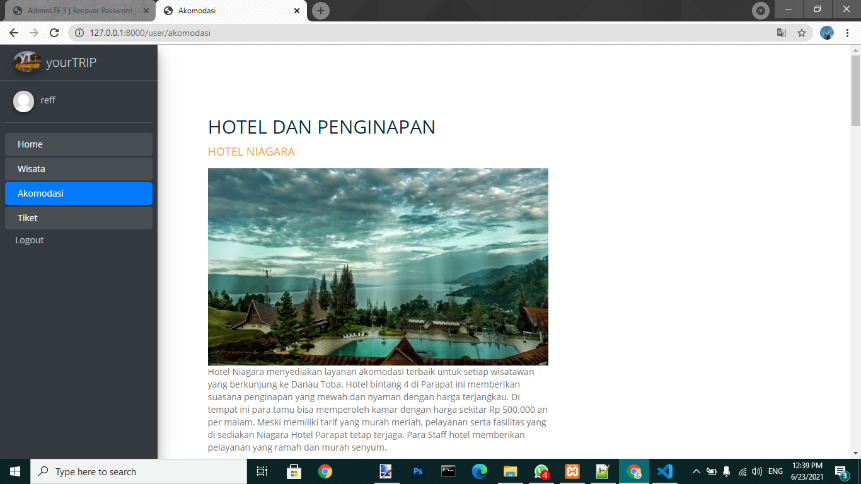 AdminLTE 3 | Recover Password
Akomodasi
127.0.0.1:8000/user/akomodasi
yourTRIP
reff
Home
Wisata
Akomodasi
Tiket
Logout
HOTEL DAN PENGINAPAN
HOTEL NIAGARA
Hotel Niagara menyediakan layanan akomodasi terbaik untuk setiap wisatawan
yang berkunjung ke Danau Toba. Hotel bintang 4 di Parapat ini memberikan
suasana penginapan yang mewah dan nyaman dengan harga terjangkau. Di
tempat ini para tamu bisa memperoleh kamar dengan harga sekitar Rp 500.000 an
per malam. Meski memiliki tarif yang murah meriah, pelayanan serta fasilitas yang
di sediakan Niagara Hotel Parapat tetap terjaga. Para Staff hotel memberikan
pelayanan yang ramah dan murah senyum.
Type here to search
Ps
4
ENG
12:39 PM
6/23/2021
3